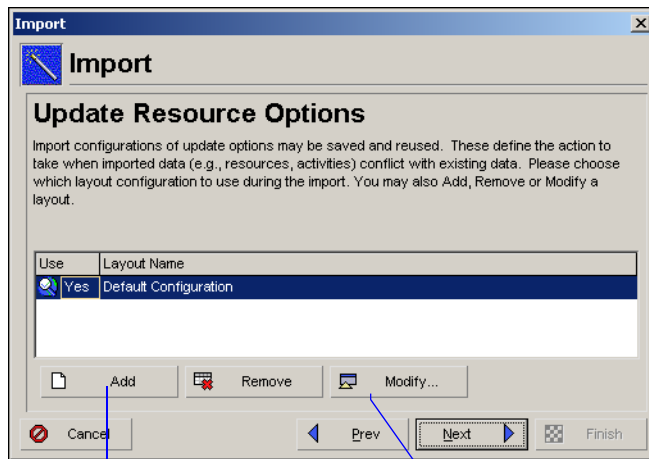 Import
Import
Update Resource Options
Import configurations of update options may be saved and reused. These define the action to
take when imported data (e.g., resources, activities) conflict with existing data. Please choose
which layout configuration to use during the import. You may also Add, Remove or Modify a
layout.
Use Layout Name
Yes Default Configuration
Add Remove Modify...
Cancel Prev Next Finish